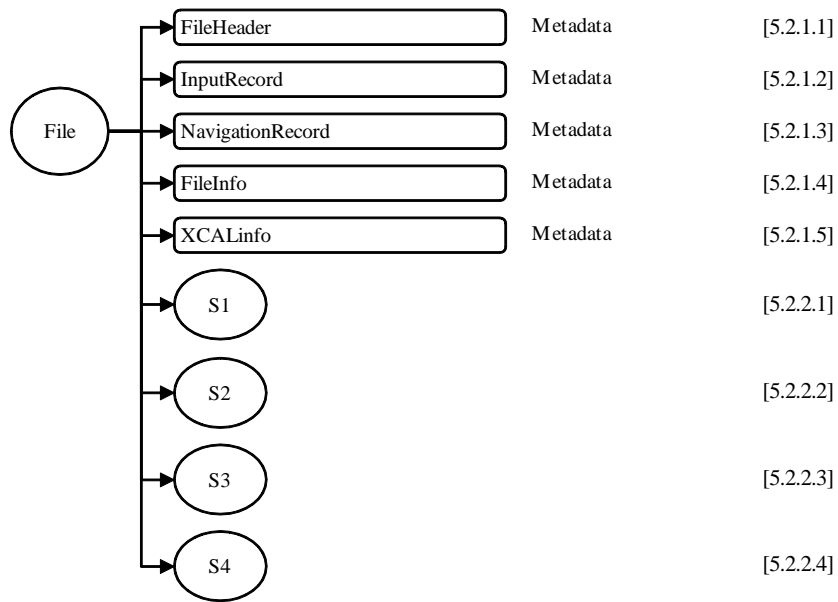 FileHeader Metadata [5.2.1.1]
InputRecord Metadata [5.2.1.2]
File NavigationRecord Metadata [5.2.1.3]
FileInfo Metadata [5.2.1.4]
XCALinfo Metadata [5.2.1.5]
S1 [5.2.2.1]
S2 [5.2.2.2]
S3 [5.2.2.3]
S4 [5.2.2.4]